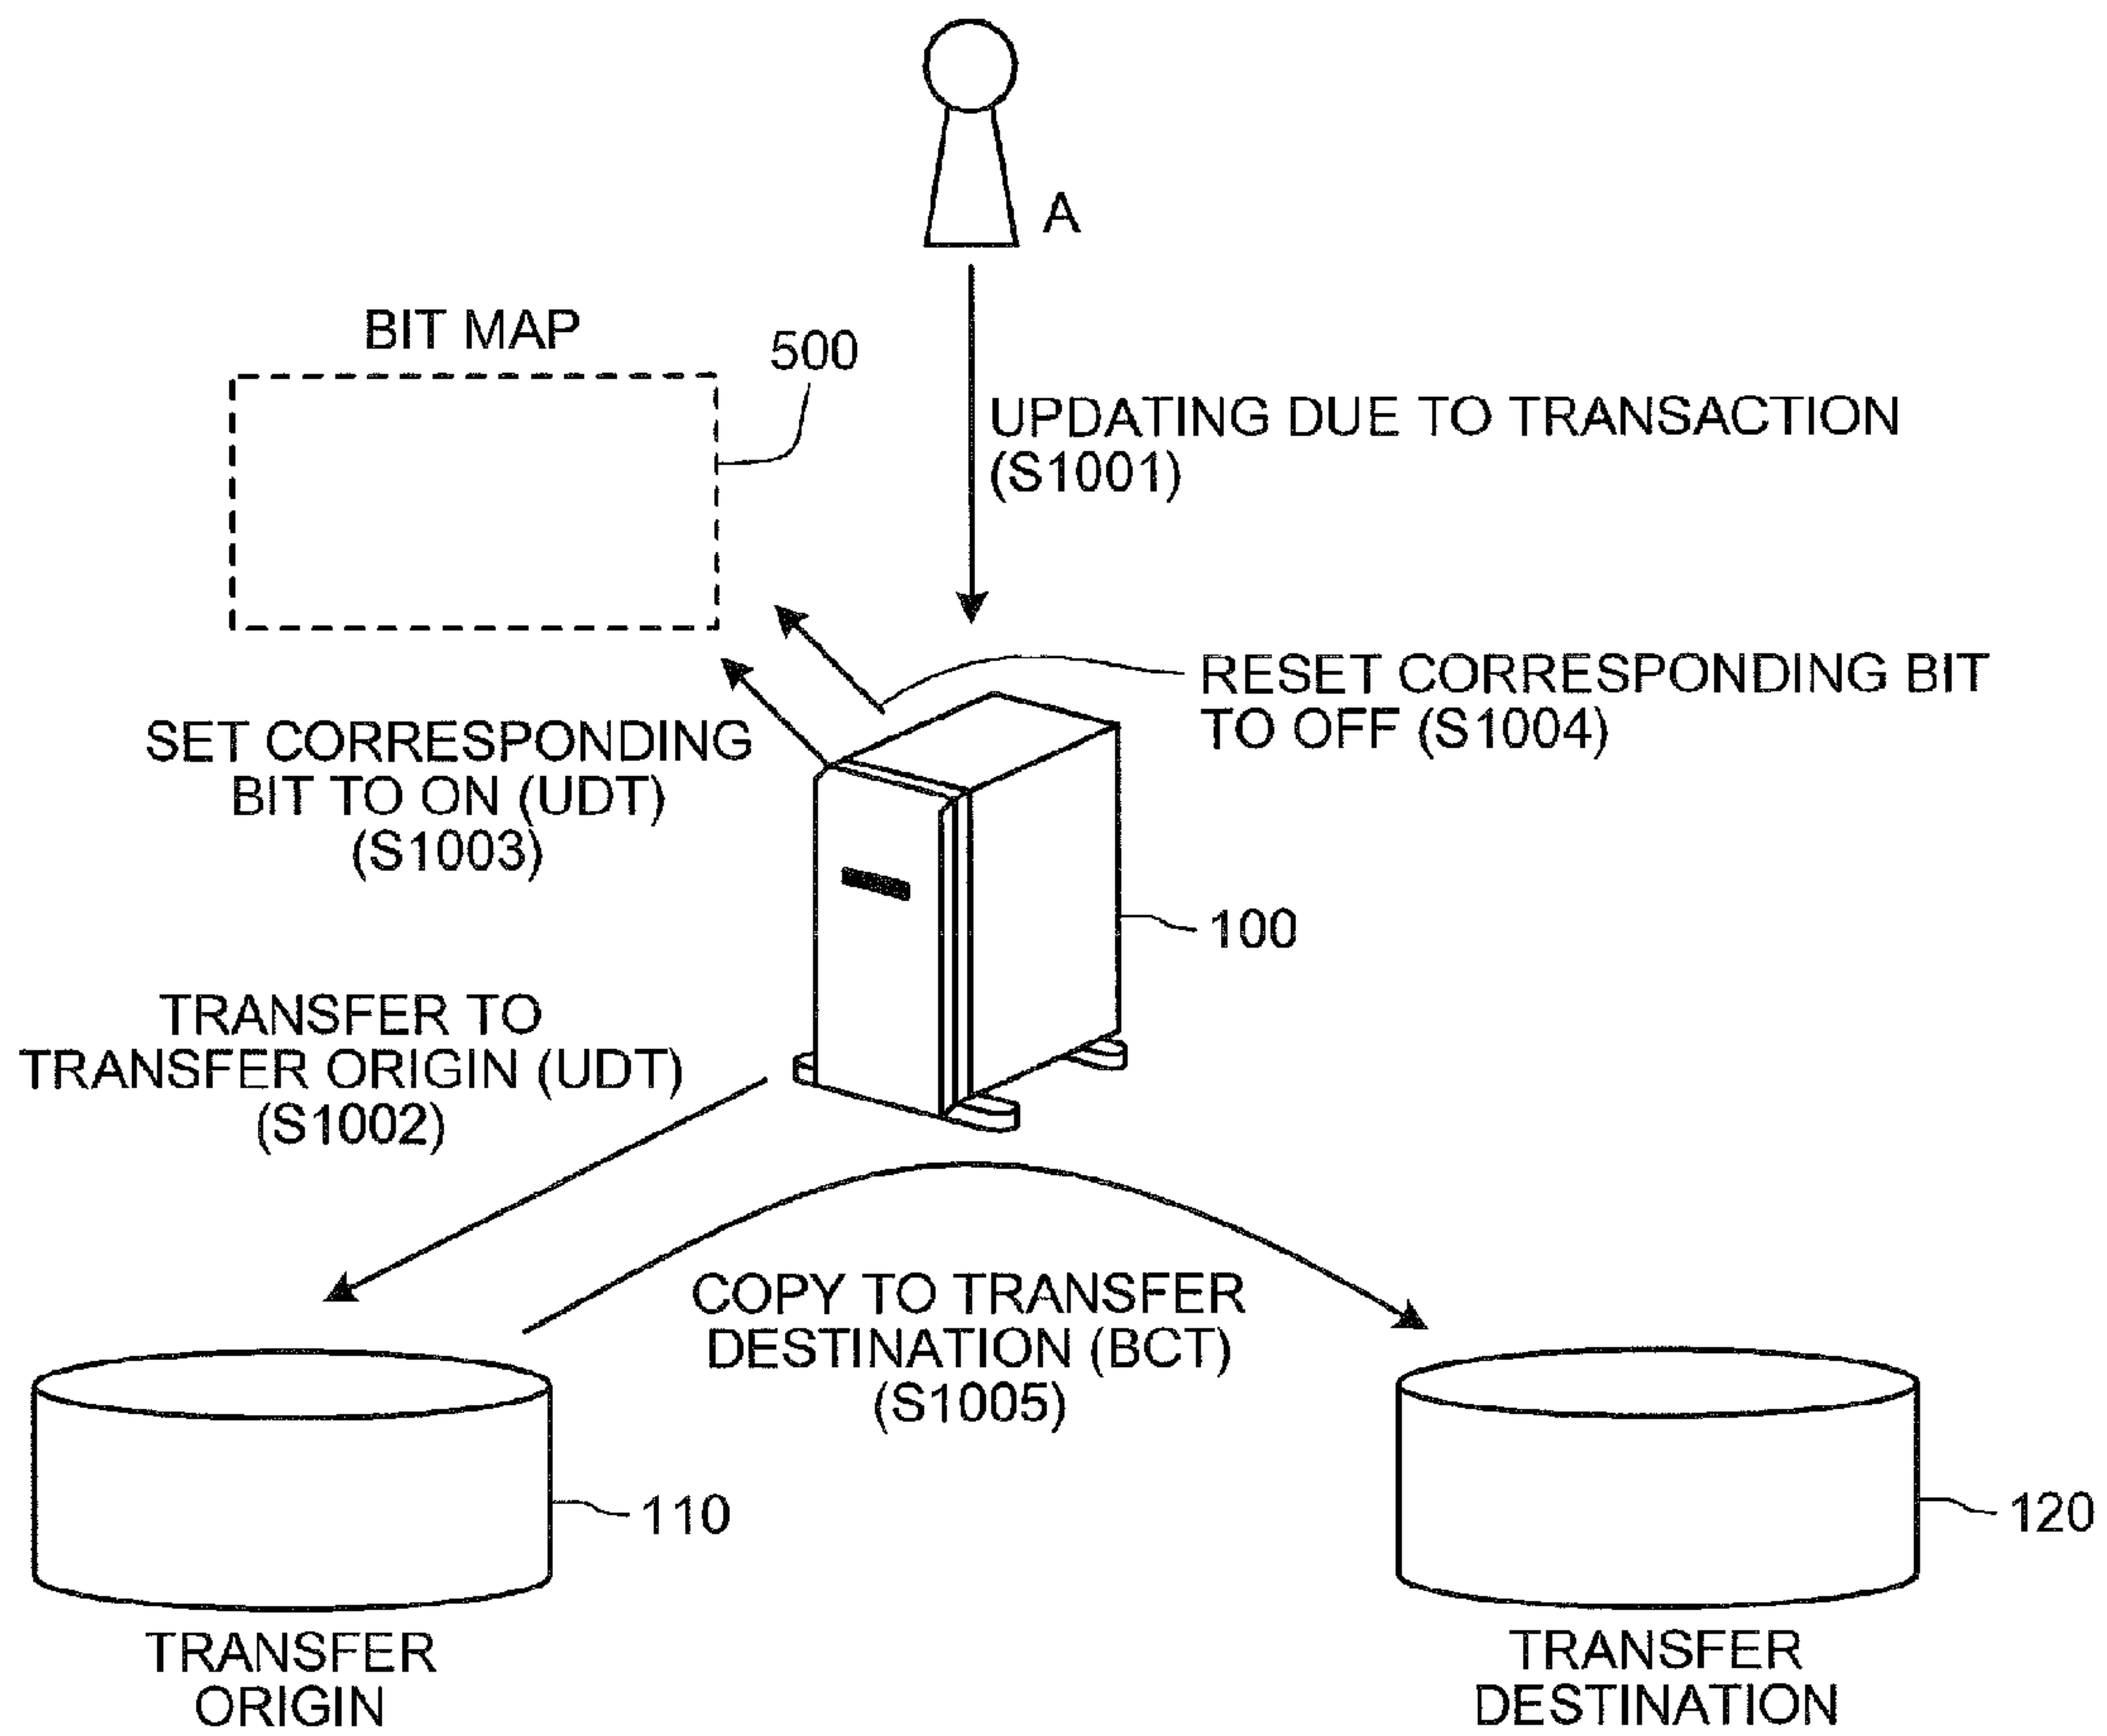 A
BIT MAP
500
UPDATING DUE TO TRANSACTION
(S1001)
RESET CORRESPONDING BIT
TO OFF (S1004)
SET CORRESPONDING
BIT TO ON (UDT)
(S1003)
100
TRANSFER TO
TRANSFER ORIGIN (UDT)
(S1002)
COPY TO TRANSFER
DESTINATION (BCT)
(S1005)
110
120
TRANSFER
ORIGIN
TRANSFER
DESTINATION